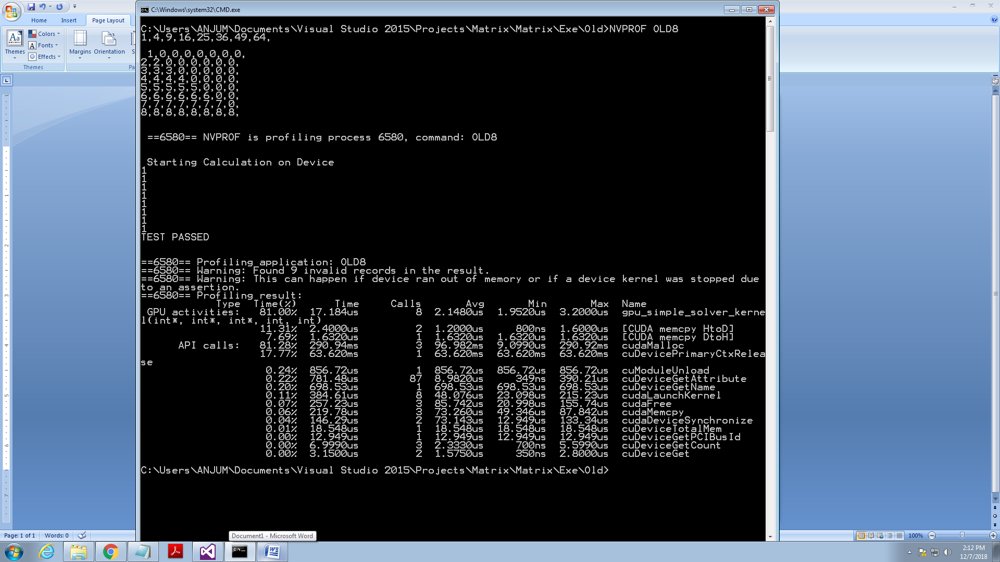 C:\Windows\system32\CMD.exe
Home Insert Page Layout
Themes
Colors
Fonts
Effects
Margins
Orientation
Themes
C:\Users\ANJUM\Documents\Visual Studio 2015\Projects\Matrix\Matrix\Exe\Old>NVPROF OLD8
1,4,9,16,25,36,49,64,
1,0,0,0,0,0,0,0,
2,2,0,0,0,0,0,0,
3,3,3,0,0,0,0,0,
4,4,4,4,0,0,0,0,
5,5,5,5,5,0,0,0,
6,6,6,6,6,6,0,0,
7,7,7,7,7,7,7,0,
8,8,8,8,8,8,8,8,
==6580== NVPROF is profiling process 6580, command: OLD8
Starting Calculation on Device
1
1
1
1
1
1
1
1
TEST PASSED
==6580== Profiling application: OLD8
==6580== Warning: Found 9 invalid records in the result.
==6580== Warning: This can happen if device ran out of memory or if a device kernel was stopped due
to an assertion.
==6580== Profiling result:
Type Time(%) Time Calls Avg Min Max Name
GPU activities: 81.00% 17.184us 8 2.1480us 1.9520us 3.2000us gpu_simple_solver_kerne
l(int*, int*, int*, int, int)
11.31% 2.4000us 2 1.2000us 800ns 1.6000us [CUDA memcpy HtoD]
7.69% 1.6320us 1 1.6320us 1.6320us 1.6320us [CUDA memcpy DtoH]
API calls: 81.28% 290.94ms 3 96.982ms 9.0990us 290.92ms cudaMalloc
17.77% 63.620ms 1 63.620ms 63.620ms 63.620ms cuDevicePrimaryCtxRelea
se
0.24% 856.72us 1 856.72us 856.72us 856.72us cuModuleUnload
0.22% 781.48us 87 8.9820us 349ns 390.21us cuDeviceGetAttribute
0.20% 698.53us 1 698.53us 698.53us 698.53us cuDeviceGetName
0.11% 384.61us 8 48.076us 23.098us 215.23us cudaLaunchKernel
0.07% 257.23us 3 85.742us 20.998us 155.74us cudaFree
0.06% 219.78us 3 73.260us 49.346us 87.842us cudaMemcpy
0.04% 146.29us 2 73.143us 12.949us 133.34us cudaDeviceSynchronize
0.01% 18.548us 1 18.548us 18.548us 18.548us cuDeviceTotalMem
0.00% 12.949us 1 12.949us 12.949us 12.949us cuDeviceGetPCIBusId
0.00% 6.9990us 3 2.3330us 700ns 5.5990us cuDeviceGetCount
0.00% 3.1500us 2 1.5750us 350ns 2.8000us cuDeviceGet
C:\Users\ANJUM\Documents\Visual Studio 2015\Projects\Matrix\Matrix\Exe\Old>
Document1 - Microsoft Word
Page: 1 of 1 Words: 0
100%
2:12 PM
12/7/2018